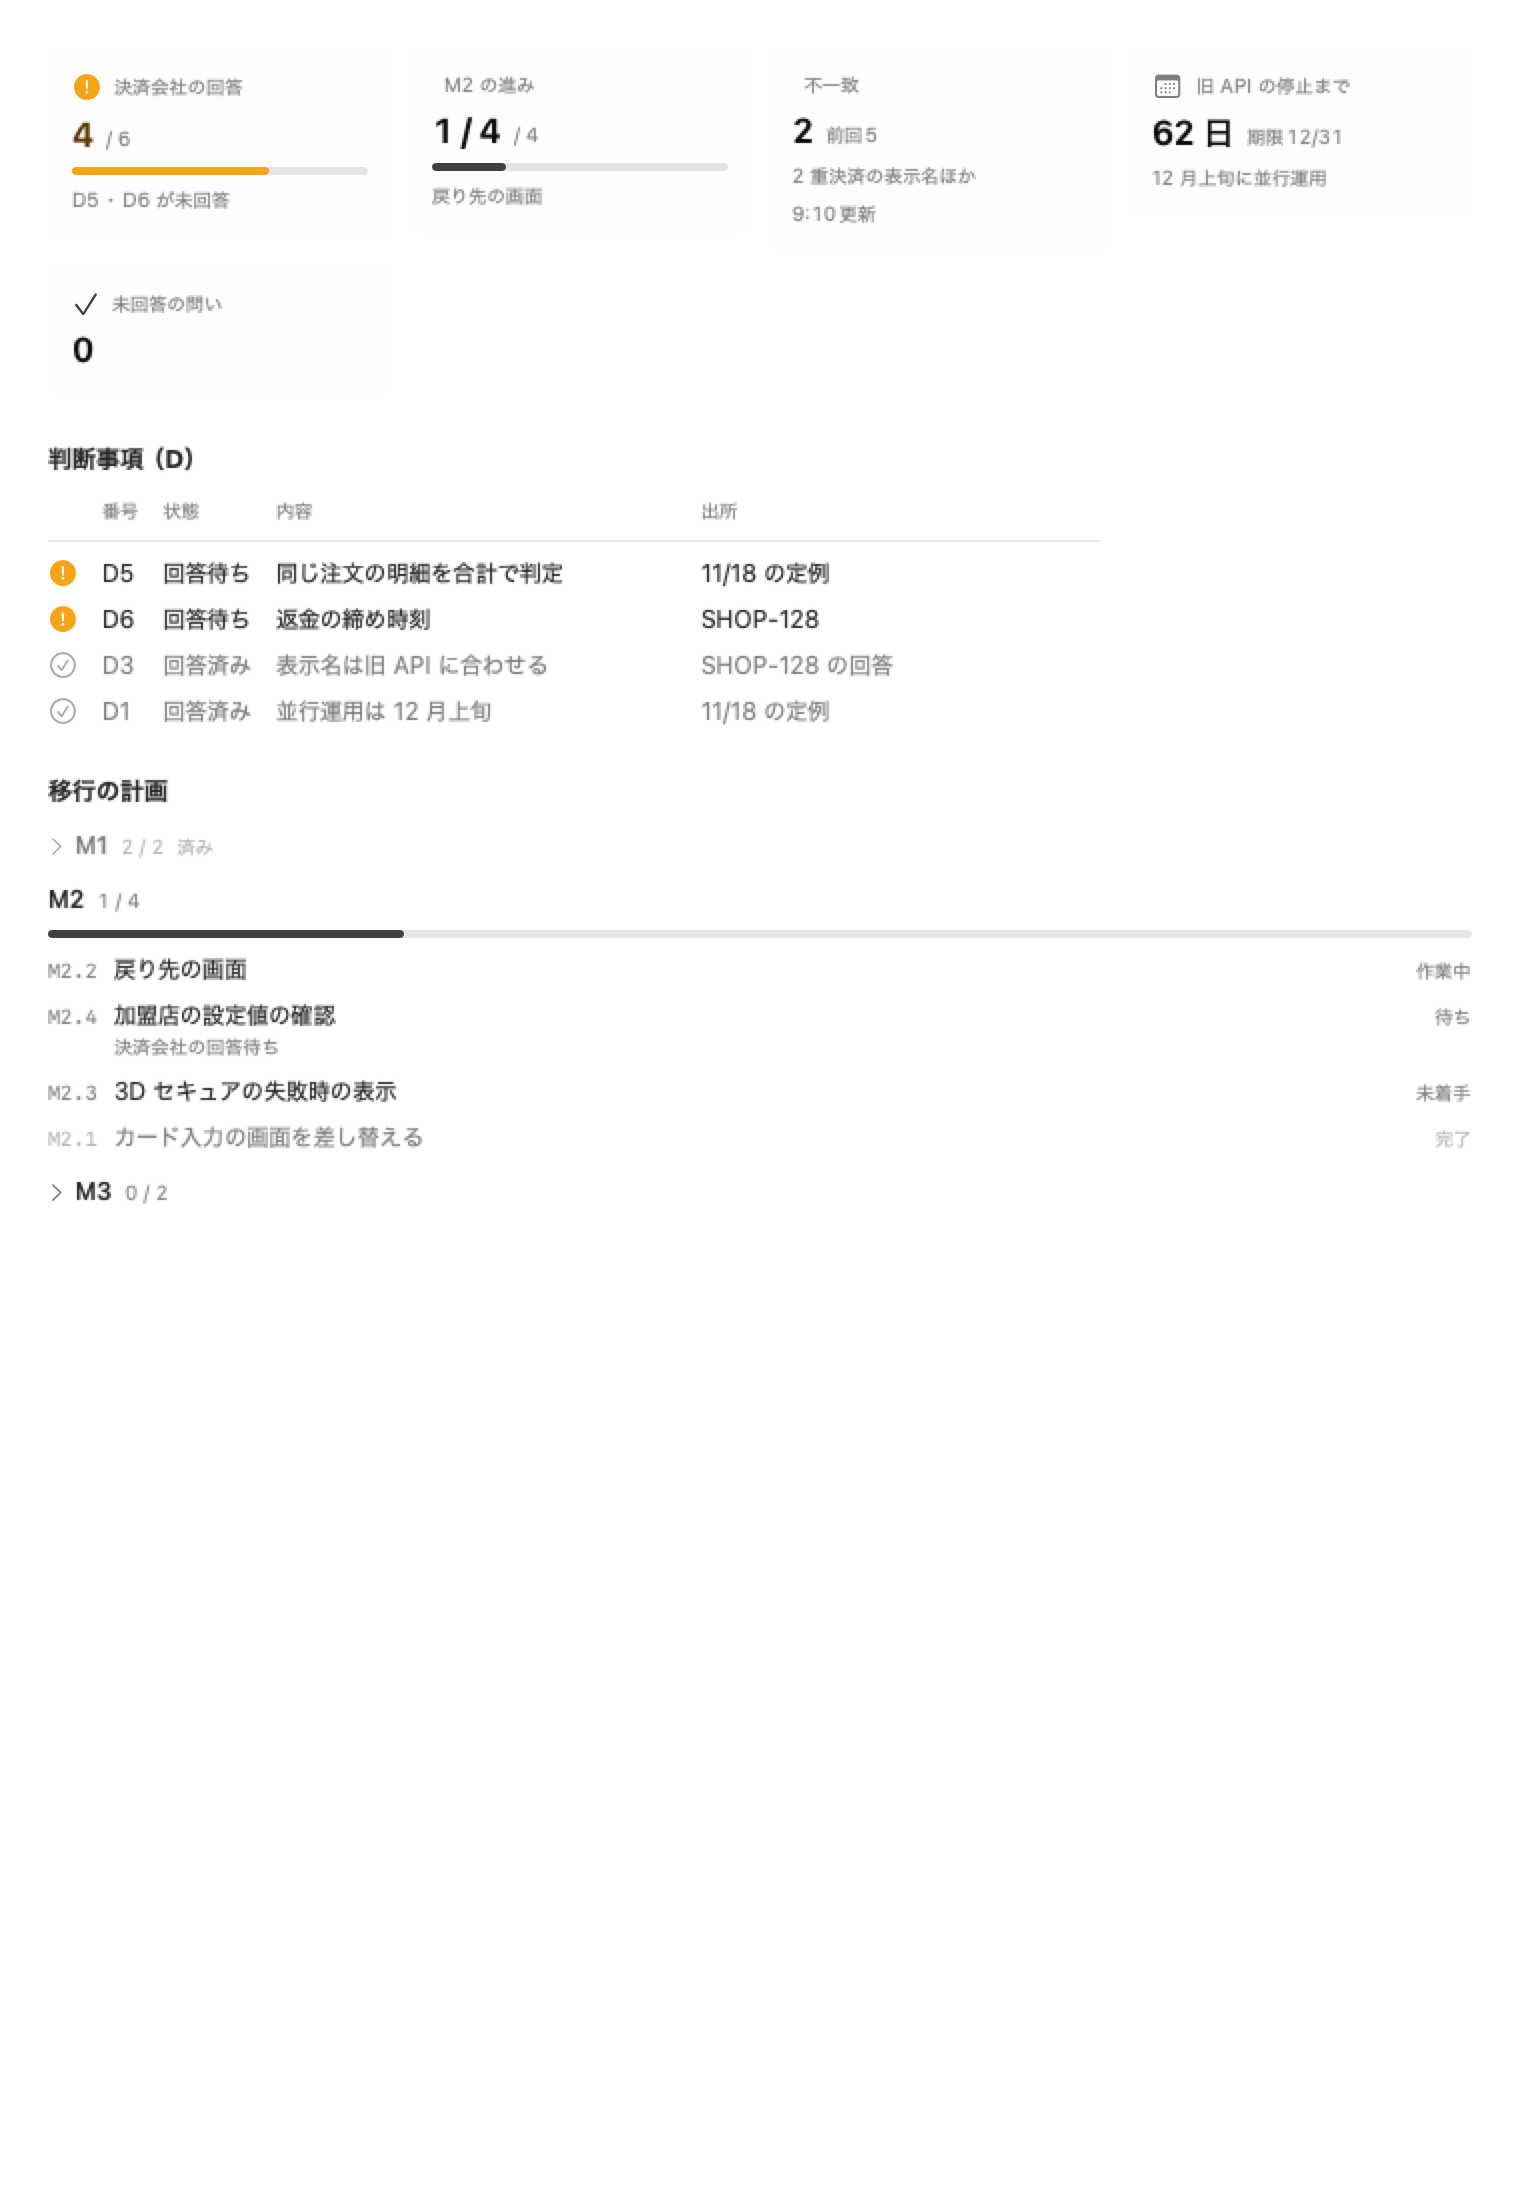 決済会社の回答
4 / 6
D5・D6 が未回答
M2 の進み
1 / 4 / 4
戻り先の画面
不一致
2 前回 5
2 重決済の表示名ほか
9:10 更新
旧 API の停止まで
62 日 期限 12/31
12 月上旬に並行運用
未回答の問い
0
判断事項（D）
番号 状態 内容 出所
D5 回答待ち 同じ注文の明細を合計で判定 11/18 の定例
D6 回答待ち 返金の締め時刻 SHOP-128
D3 回答済み 表示名は旧 API に合わせる SHOP-128 の回答
D1 回答済み 並行運用は 12 月上旬 11/18 の定例
移行の計画
M1 2 / 2 済み
M2 1 / 4
M2.2 戻り先の画面 作業中
M2.4 加盟店の設定値の確認 待ち
決済会社の回答待ち
M2.3 3D セキュアの失敗時の表示 未着手
M2.1 カード入力の画面を差し替える 完了
M3 0 / 2